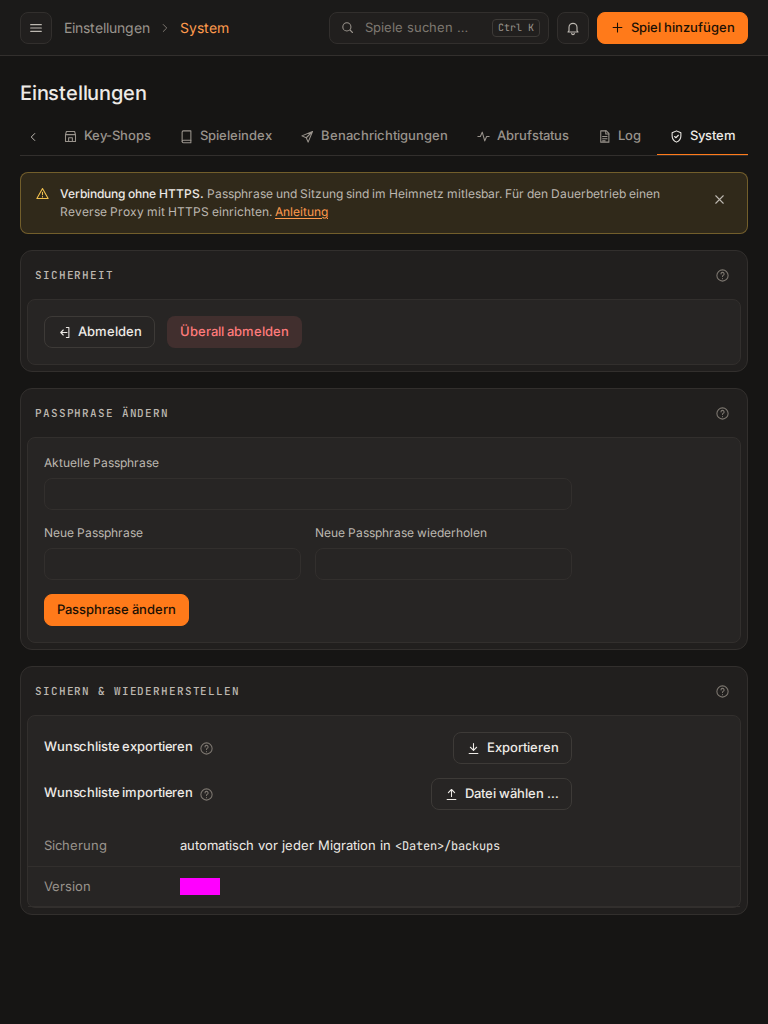 Einstellungen > System
Spiele suchen ...
Ctrl K
Spiel hinzufügen
Einstellungen
Key-Shops
Spieleindex
Benachrichtigungen
Abrufstatus
Log
System
Verbindung ohne HTTPS. Passphrase und Sitzung sind im Heimnetz mitlesbar. Für den Dauerbetrieb einen
Reverse Proxy mit HTTPS einrichten. Anleitung
SICHERHEIT
Abmelden
Überall abmelden
PASSPHRASE ÄNDERN
Aktuelle Passphrase
Neue Passphrase
Neue Passphrase wiederholen
Passphrase ändern
SICHERN & WIEDERHERSTELLEN
Wunschliste exportieren
Exportieren
Wunschliste importieren
Datei wählen ...
Sicherung
automatisch vor jeder Migration in <Daten>/backups
Version